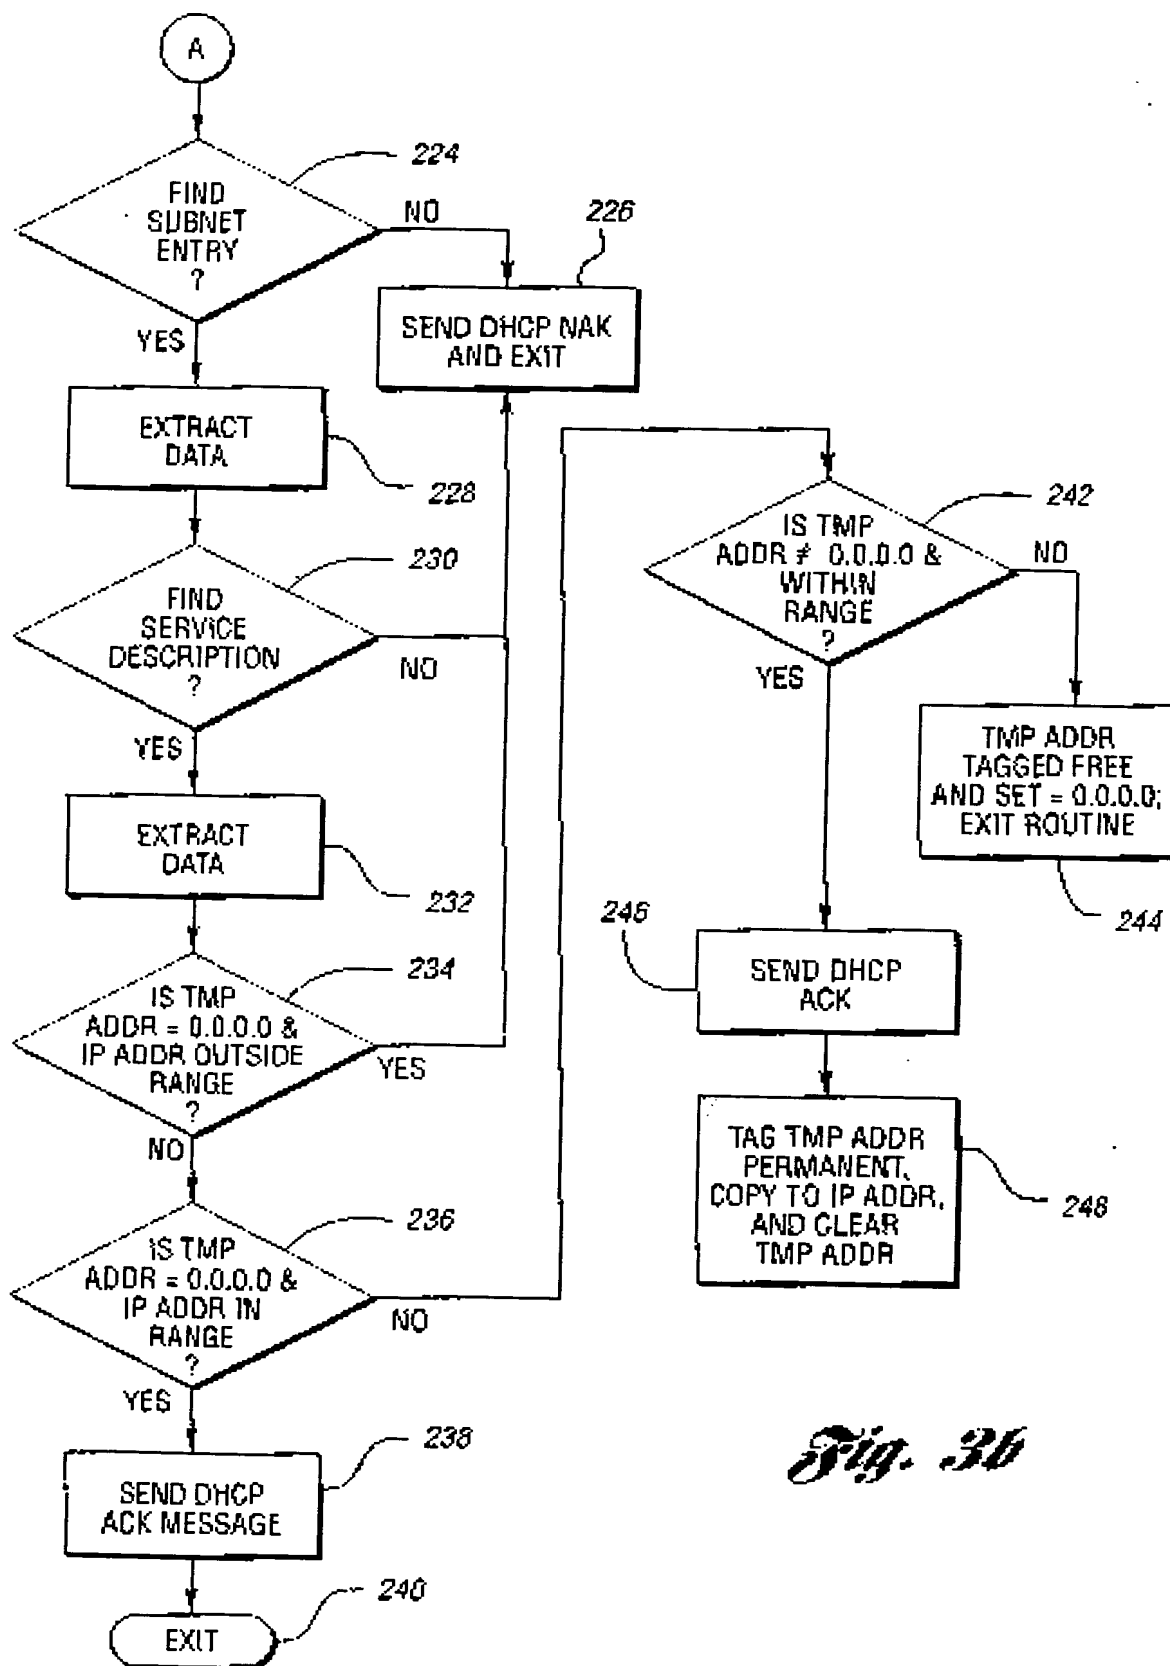 A
224
FIND
SUBNET
ENTRY
?
NO
YES
226
SEND DHCP NAK
AND EXIT
EXTRACT
DATA
228
230
FIND
SERVICE
DESCRIPTION
?
NO
YES
EXTRACT
DATA
232
234
IS TMP
ADDR = 0.0.0.0 &
IP ADDR OUTSIDE
RANGE
?
YES
NO
236
IS TMP
ADDR = 0.0.0.0 &
IP ADDR IN
RANGE
?
NO
YES
238
SEND DHCP
ACK MESSAGE
240
EXIT
242
IS TMP
ADDR ≠ 0.0.0.0 &
WITHIN
RANGE
?
NO
YES
TMP ADDR
TAGGED FREE
AND SET = 0.0.0.0;
EXIT ROUTINE
244
246
SEND DHCP
ACK
TAG TMP ADDR
PERMANENT,
COPY TO IP ADDR,
AND CLEAR
TMP ADDR
248
Fig. 3b